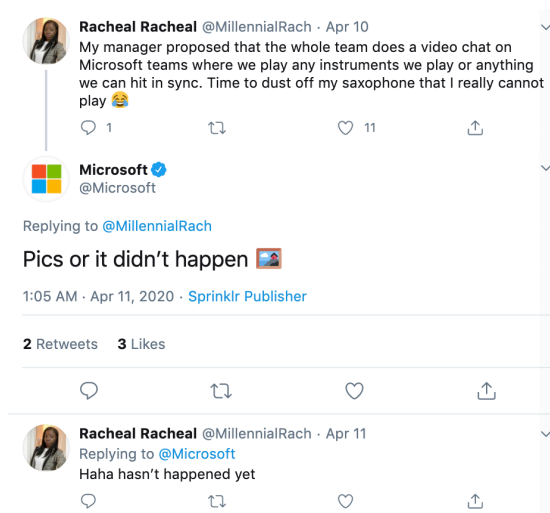 Racheal Racheal @MillennialRach · Apr 10
My manager proposed that the whole team does a video chat on
Microsoft teams where we play any instruments we play or anything
we can hit in sync. Time to dust off my saxophone that I really cannot
play 😂
1 11
Microsoft
@Microsoft
Replying to @MillennialRach
Pics or it didn’t happen 🖼️
1:05 AM · Apr 11, 2020 · Sprinklr Publisher
2 Retweets 3 Likes
Racheal Racheal @MillennialRach · Apr 11
Replying to @Microsoft
Haha hasn’t happened yet